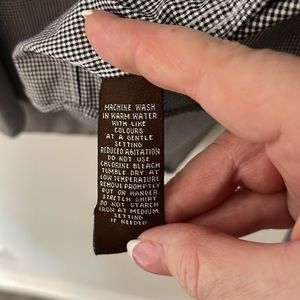 MACHINE WASH
IN WARM WATER
WITH LIKE
COLOURS
AT A GENTLE
SETTING
REDUCED AGITATION
DO NOT USE
CHLORINE BLEACH
TUMBLE DRY AT
LOW TEMPERATURE
REMOVE PROMPTLY
PUT ON HANGER
STRETCH SHIRT
DO NOT STARCH
IRON AT MEDIUM
SETTING
IF NEEDED